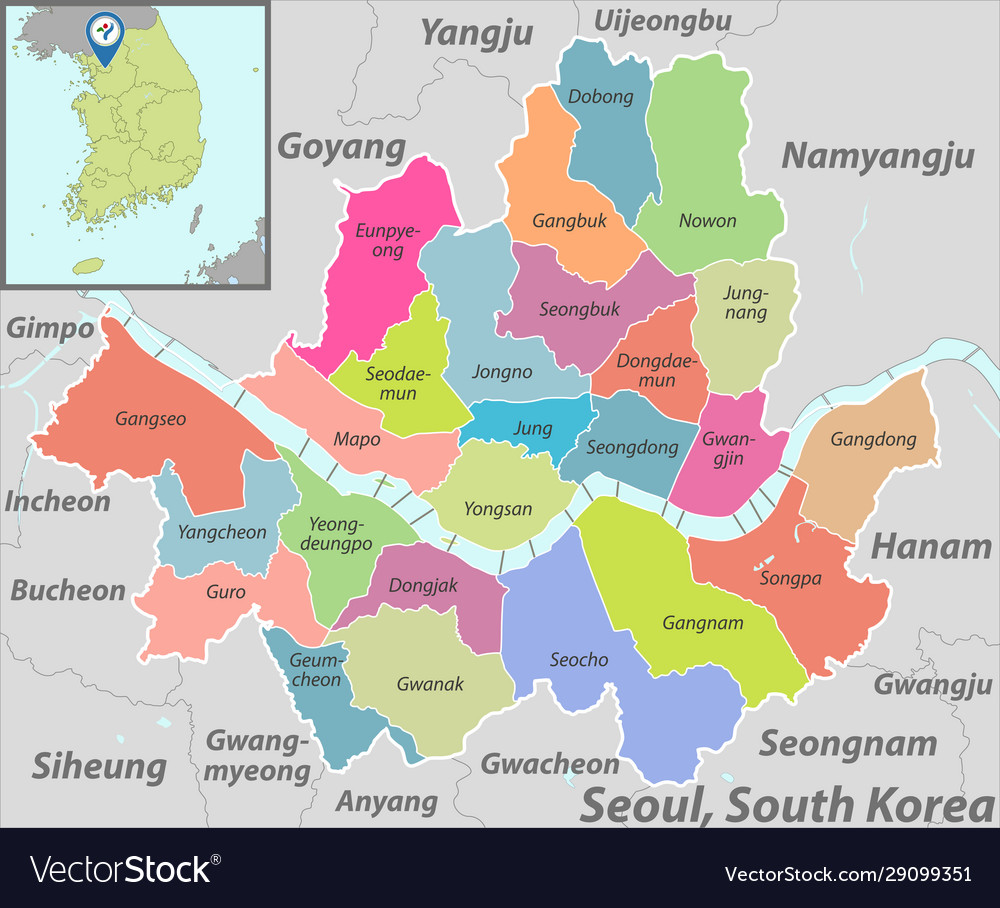 Uijeongbu
Yangju
Dobong
Goyang
Namyangju
Gangbuk
Nowon
Eunpye-
ong
Jung-
nang
Seongbuk
Gimpo
Dongdae-
mun
Seodae-
mun
Jongno
Gangseo
Mapo
Jung
Seongdong
Gwan-
gjin
Gangdong
Incheon
Yongsan
Yangcheon
Yeong-
deungpo
Hanam
Bucheon
Guro
Dongjak
Songpa
Gangnam
Geum-
cheon
Gwanak
Seocho
Gwangju
Siheung
Gwang-
myeong
Gwacheon
Seongnam
Anyang
Seoul, South Korea
VectorStock®
VectorStock.com/29099351